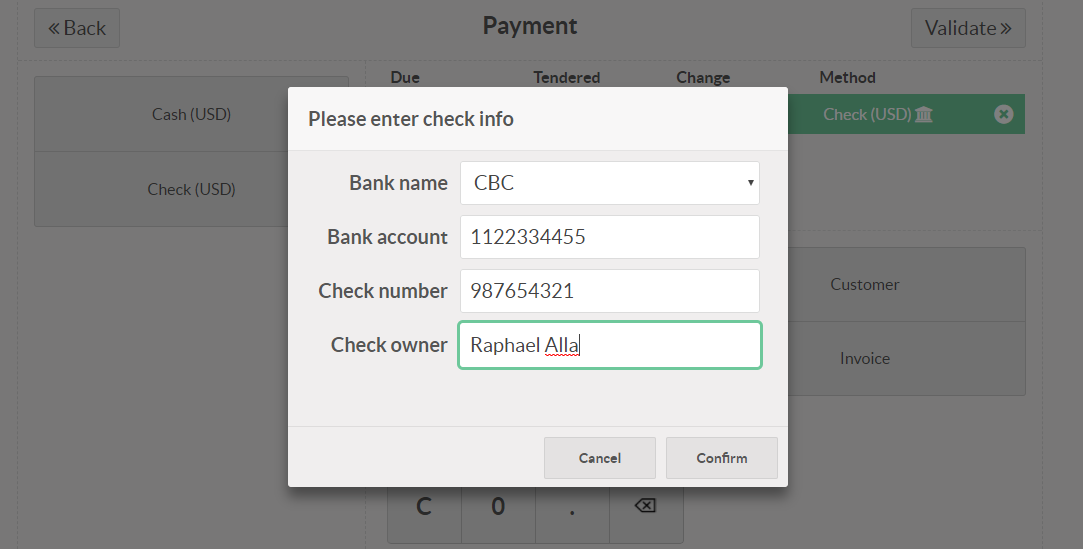 Back
Payment
Validate
Due Tendered Change Method
Cash (USD)
Check (USD)
Check (USD)
Please enter check info
Bank name CBC
Bank account 1122334455
Check number 987654321
Check owner Raphael Alla
Customer
Invoice
Cancel Confirm
C 0 .